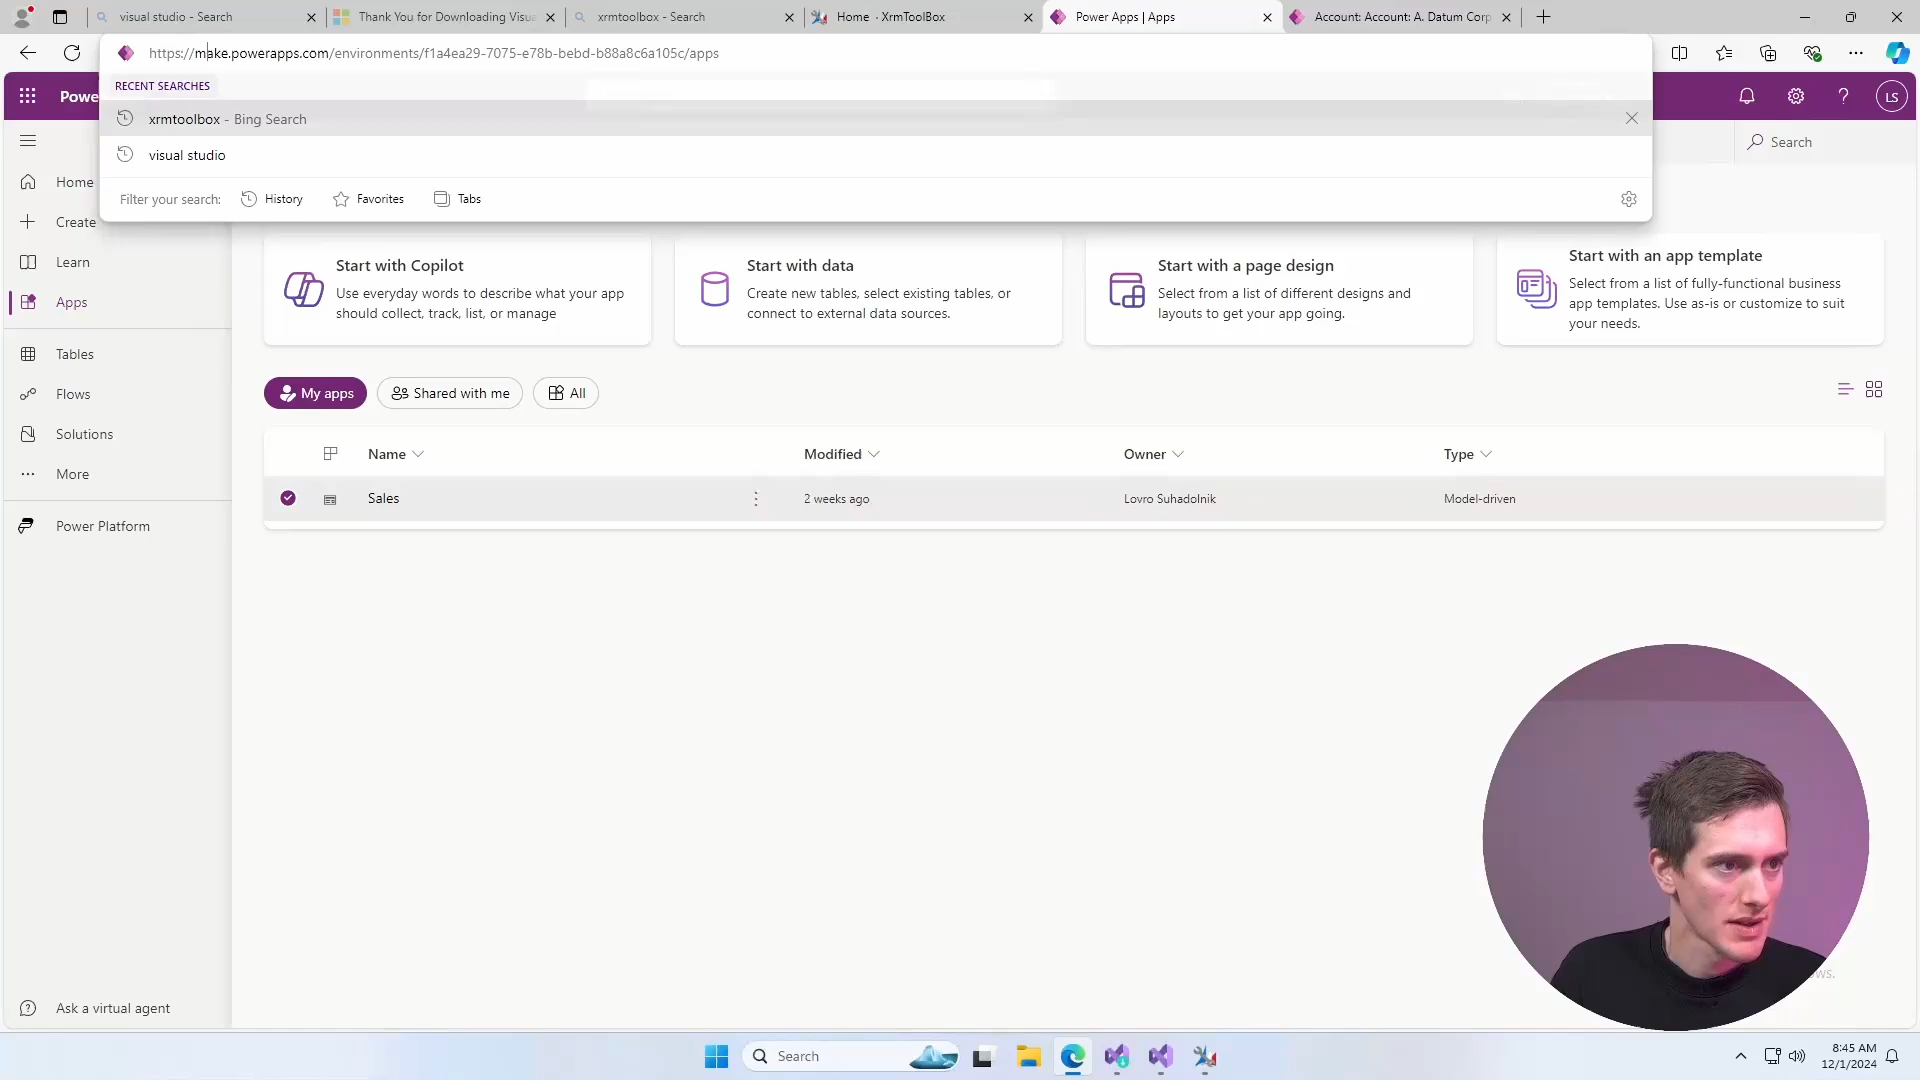 visual studio - Search
Thank You for Downloading Visua
xrmtoolbox - Search
Home · XrmToolBox
Power Apps | Apps
Account: Account: A. Datum Corp
https://make.powerapps.com/environments/f1a4ea29-7075-e78b-bebd-b88a8c6a105c/apps
RECENT SEARCHES
xrmtoolbox - Bing Search
visual studio
Filter your search:
History
Favorites
Tabs
Powe
LS
Search
Home
Create
Learn
Apps
Tables
Flows
Solutions
More
Power Platform
Ask a virtual agent
Start with Copilot
Use everyday words to describe what your app
should collect, track, list, or manage
Start with data
Create new tables, select existing tables, or
connect to external data sources.
Start with a page design
Select from a list of different designs and
layouts to get your app going.
Start with an app template
Select from a list of fully-functional business
app templates. Use as-is or customize to suit
your needs.
My apps
Shared with me
All
Name
Modified
Owner
Type
Sales
2 weeks ago
Lovro Suhadolnik
Model-driven
Search
8:45 AM
12/1/2024